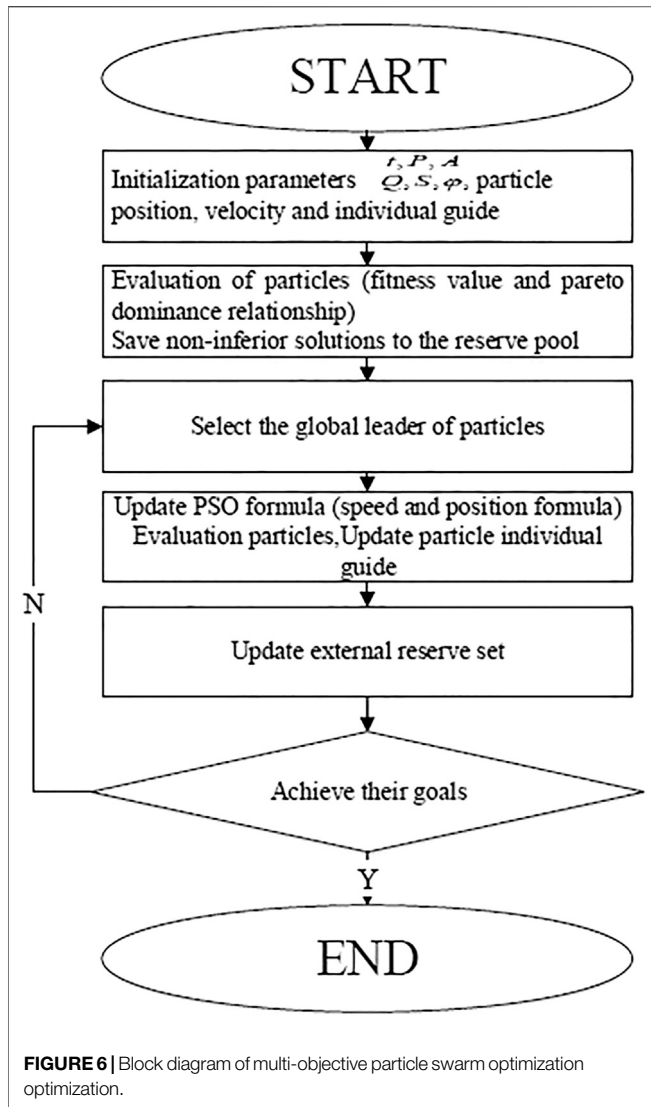 START
t, P, A
Initialization parameters Q, S, φ, particle
position, velocity and individual guide
Evaluation of particles (fitness value and pareto
dominance relationship)
Save non-inferior solutions to the reserve pool
Select the global leader of particles
Update PSO formula (speed and position formula)
Evaluation particles,Update particle individual
guide
N
Update external reserve set
Achieve their goals
Y
END
FIGURE 6 | Block diagram of multi-objective particle swarm optimization
optimization.